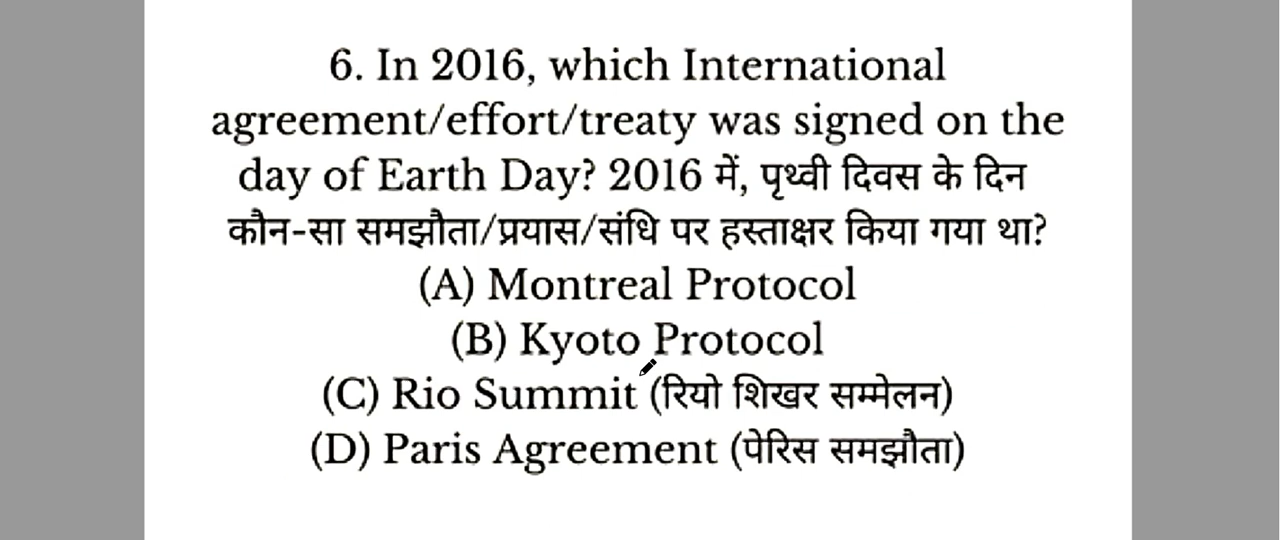 6. In 2016, which International
agreement/effort/treaty was signed on the
day of Earth Day? 2016 में, पृथ्वी दिवस के दिन
कौन-सा समझौता/प्रयास/संधि पर हस्ताक्षर किया गया था?
(A) Montreal Protocol
(B) Kyoto Protocol
(C) Rio Summit (रियो शिखर सम्मेलन)
(D) Paris Agreement (पेरिस समझौता)